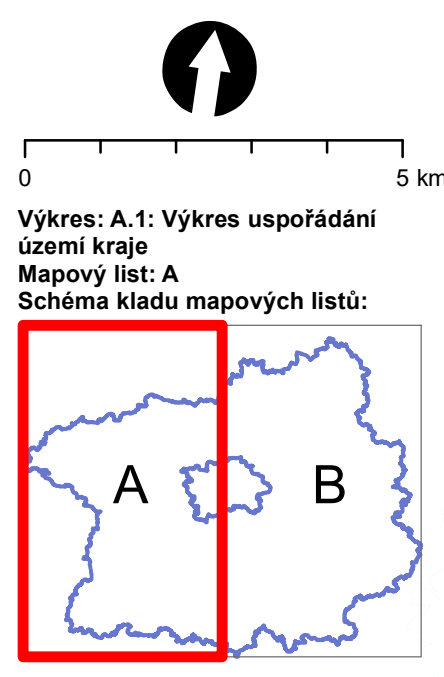 0 5 km
Výkres: A.1: Výkres uspořádání
území kraje
Mapový list: A
Schéma kladu mapových listů:
A B